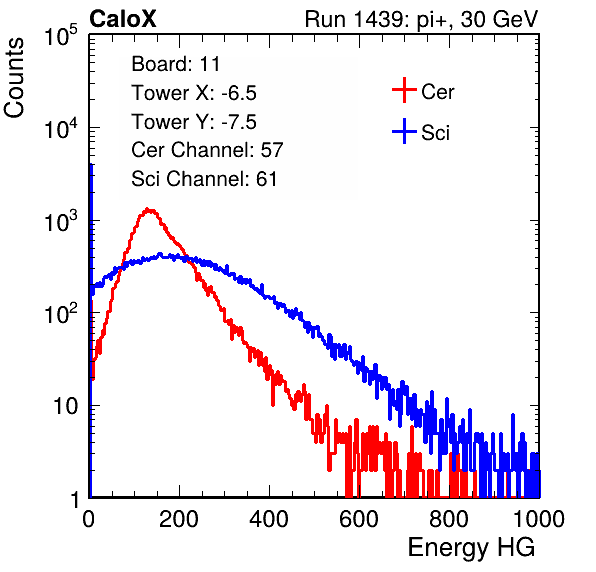 CaloX Run 1439: pi+, 30 GeV
Counts
10^5
10^4
10^3
10^2
10
1
Board: 11
Tower X: -6.5
Tower Y: -7.5
Cer Channel: 57
Sci Channel: 61
Cer
Sci
0 200 400 600 800 1000
Energy HG